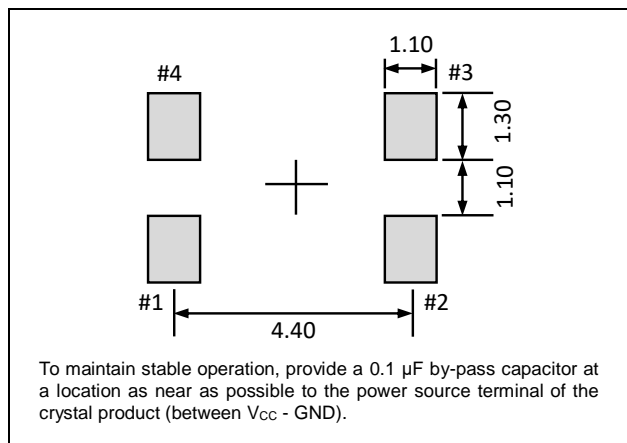 1.10
#4
#3
1.30
1.10
#1
#2
4.40
To maintain stable operation, provide a 0.1 µF by-pass capacitor at
a location as near as possible to the power source terminal of the
crystal product (between VCC - GND).